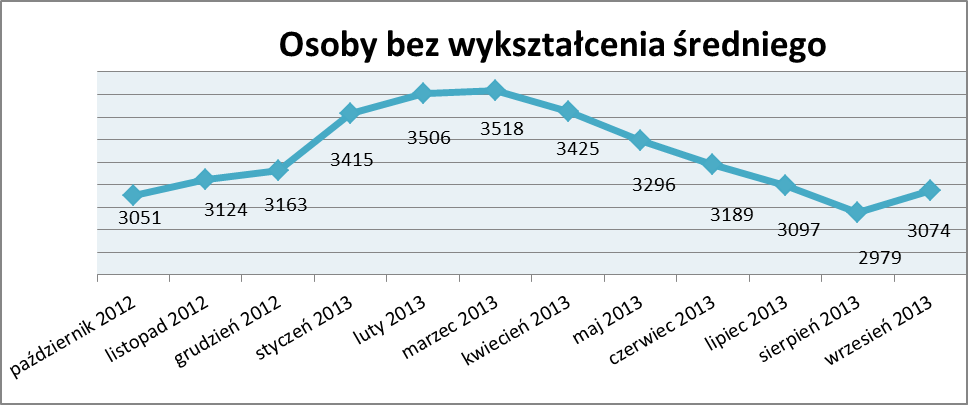 Osoby bez wykształcenia średniego
3051
3124
3163
3415
3506
3518
3425
3296
3189
3097
2979
3074
październik 2012
listopad 2012
grudzień 2012
styczeń 2013
luty 2013
marzec 2013
kwiecień 2013
maj 2013
czerwiec 2013
lipiec 2013
sierpień 2013
wrzesień 2013